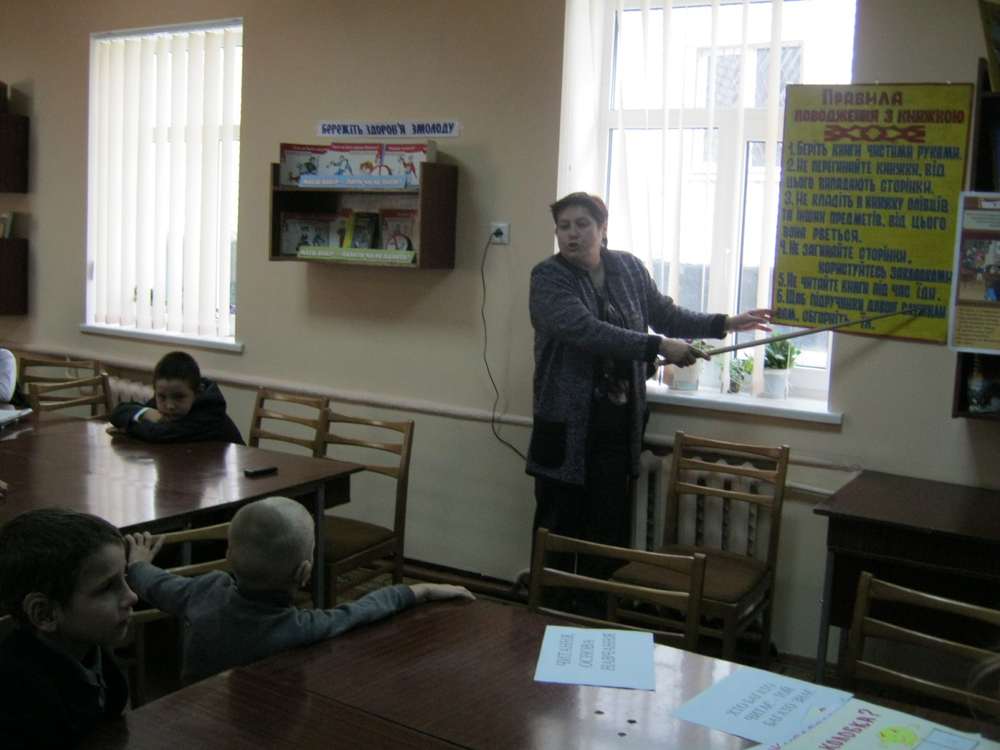 БЕРЕЖІТЬ ЗДОРОВ'Я ЗМОЛОДУ
МАЄШ ВИБІР — ПИТИ ЧИ НЕ ПИТИ?
МАЄШ ВИБІР — ПАЛИТИ ЧИ НЕ ПАЛИТИ?
ПРАВИЛА
ПОВОДЖЕННЯ З КНИЖКОЮ
1. БЕРІТЬ КНИГИ ЧИСТИМИ РУКАМИ.
2. НЕ ПЕРЕГИНАЙТЕ КНИЖКИ, ВІД
ЦЬОГО ВИПАДАЮТЬ СТОРІНКИ.
3. НЕ КЛАДІТЬ В КНИЖКУ ОЛІВЦІВ
ТА ІНШИХ ПРЕДМЕТІВ, ВІД ЦЬОГО
ВОНА РВЕТЬСЯ.
4. НЕ ЗАГИНАЙТЕ СТОРІНКИ.
КОРИСТУЙТЕСЬ ЗАКЛАДКАМИ
5. НЕ ЧИТАЙТЕ КНИГИ ПІД ЧАС ЇДИ.
6. ЩОБ ПІДРУЧНИКИ ДОВШЕ СЛУЖИЛИ
ВАМ, ОБГОРНІТЬ ЇХ.
ЧИТАННЯ,
ОСНОВА
НАВЧАННЯ
ХТО БАГАТО
ЧИТАЄ - ТОЙ
БАГАТО ЗНАЄ
КОЛОБКА?